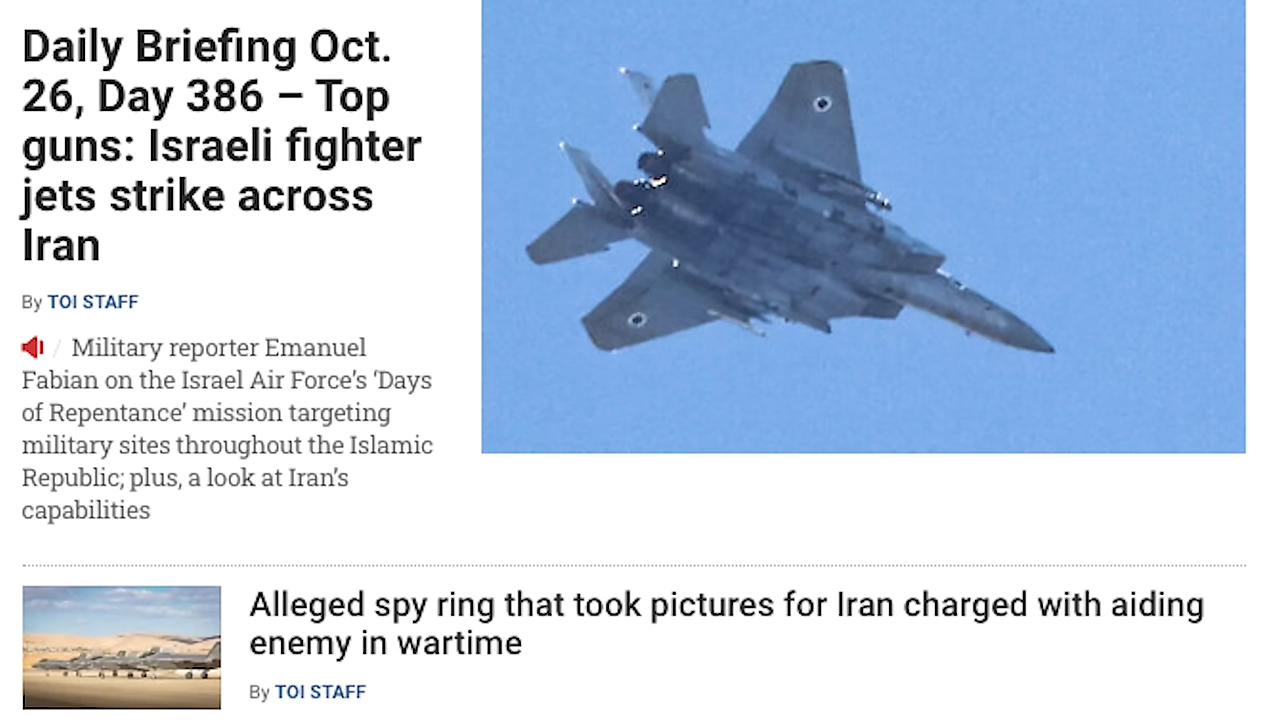 Daily Briefing Oct.
26, Day 386 – Top
guns: Israeli fighter
jets strike across
Iran
By TOI STAFF
/ Military reporter Emanuel
Fabian on the Israel Air Force’s ‘Days
of Repentance’ mission targeting
military sites throughout the Islamic
Republic; plus, a look at Iran’s
capabilities
Alleged spy ring that took pictures for Iran charged with aiding
enemy in wartime
By TOI STAFF